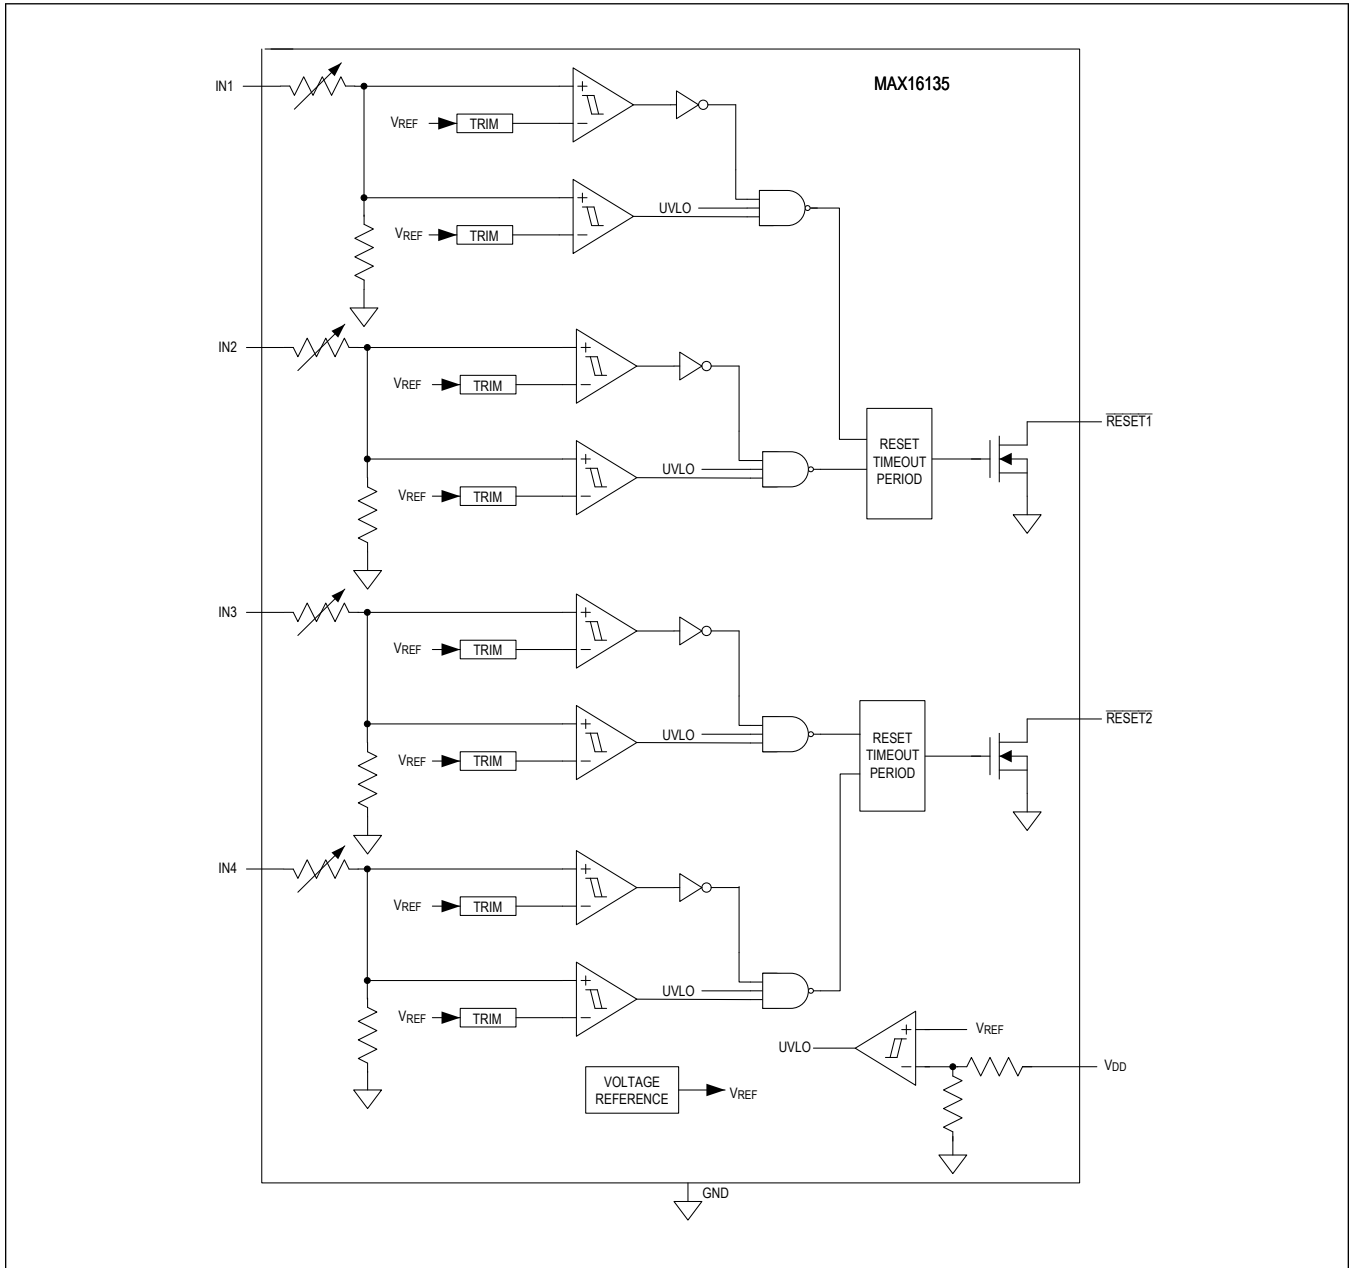 MAX16135
IN1
VREF
TRIM
UVLO
VREF
TRIM
IN2
VREF
TRIM
UVLO
VREF
TRIM
RESET
TIMEOUT
PERIOD
RESET1
IN3
VREF
TRIM
UVLO
VREF
TRIM
RESET
TIMEOUT
PERIOD
RESET2
IN4
VREF
TRIM
UVLO
VREF
TRIM
UVLO
VREF
VDD
VOLTAGE
REFERENCE
VREF
GND